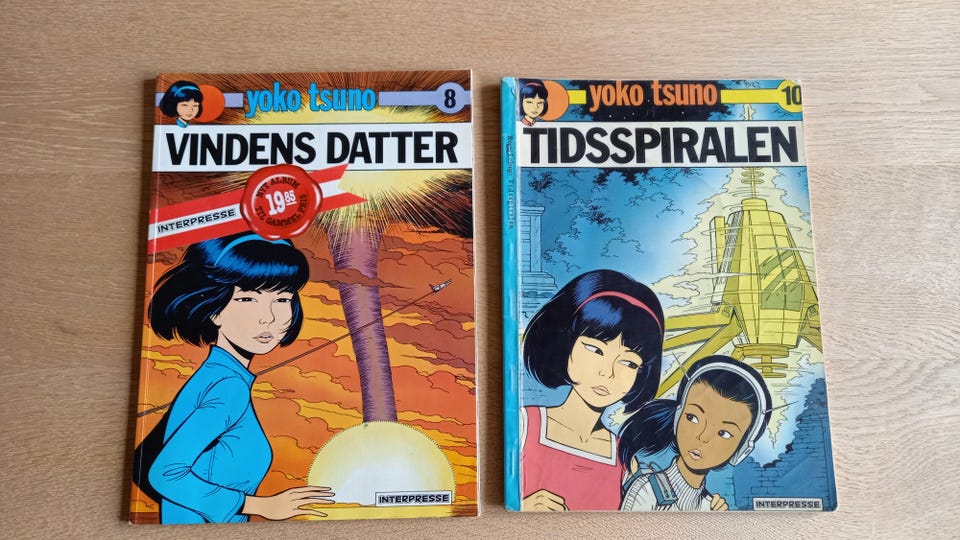 yoko tsuno
8
VINDENS DATTER
NYT ALBUM
19.85
TIL GAMMEL PRIS
INTERPRESSE
INTERPRESSE
yoko tsuno
10
TIDSSPIRALEN
INTERPRESSE